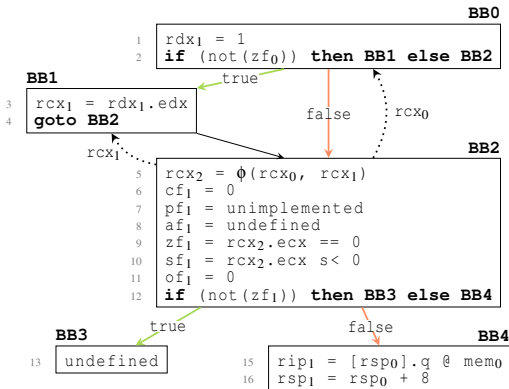 BB0
1 rdx₁ = 1
2 if (not(zf₀)) then BB1 else BB2
true
false
rcx₀
BB1
3 rcx₁ = rdx₁.edx
4 goto BB2
rcx₁
BB2
5 rcx₂ = ϕ(rcx₀, rcx₁)
6 cf₁ = 0
7 pf₁ = unimplemented
8 af₁ = undefined
9 zf₁ = rcx₂.ecx == 0
10 sf₁ = rcx₂.ecx s< 0
11 of₁ = 0
12 if (not(zf₁)) then BB3 else BB4
true
false
BB3
13 undefined
BB4
15 rip₁ = [rsp₀].q @ mem₀
16 rsp₁ = rsp₀ + 8